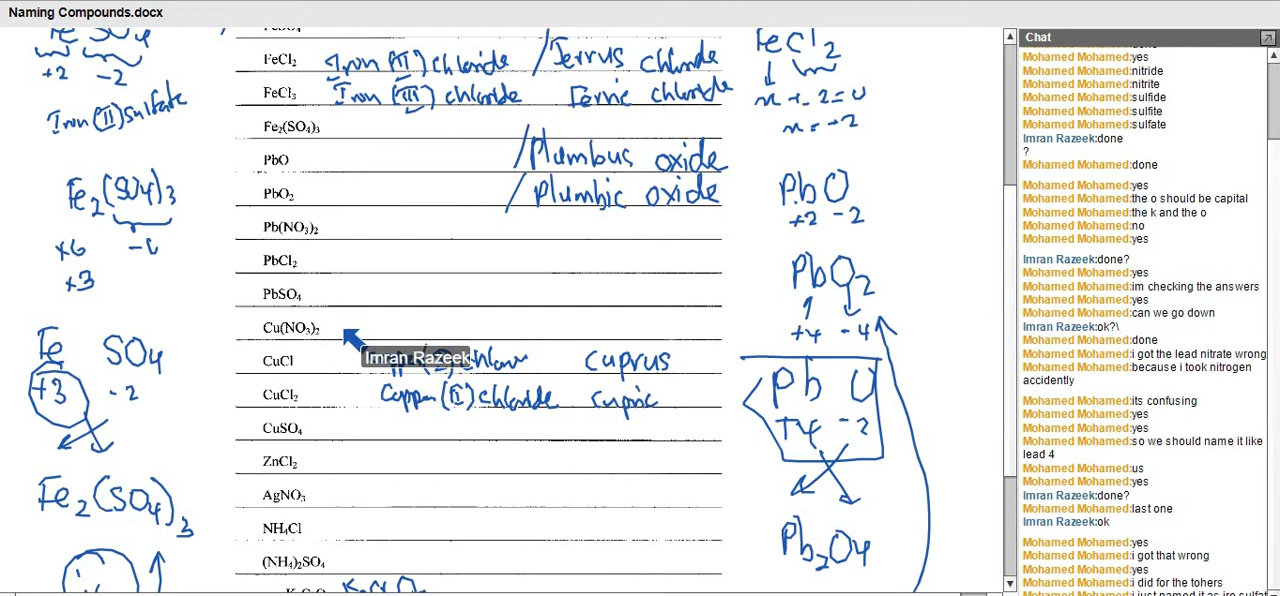 Naming Compounds.docx
Fe SO4
+2 -2
Iron (II) sulfate
Fe2(SO4)3
+6 -6
+3
Fe SO4
+3 -2
Fe2(SO4)3
FeSO4
FeCl2 Iron (II) chloride / Ferrus chloride
FeCl3 Iron (III) chloride Ferric chloride
Fe2(SO4)3
PbO / Plumbus oxide
PbO2 / Plumbic oxide
Pb(NO3)2
PbCl2
PbSO4
Cu(NO3)2
Imran Razeek
CuCl cuprus
CuCl2 Copper (II) chloride cupric
CuSO4
ZnCl2
AgNO3
NH4Cl
(NH4)2SO4
FeCl2
x + -2 = 0
x = +2
PbO
+2 -2
PbO2
+4 -4
Pb O
+4 -2
Pb2O4
Chat
Mohamed Mohamed:yes
Mohamed Mohamed:nitride
Mohamed Mohamed:nitrite
Mohamed Mohamed:sulfide
Mohamed Mohamed:sulfite
Mohamed Mohamed:sulfate
Imran Razeek:done
?
Mohamed Mohamed:done
Mohamed Mohamed:yes
Mohamed Mohamed:the o should be capital
Mohamed Mohamed:the k and the o
Mohamed Mohamed:no
Mohamed Mohamed:yes
Imran Razeek:done?
Mohamed Mohamed:yes
Mohamed Mohamed:im checking the answers
Mohamed Mohamed:yes
Mohamed Mohamed:can we go down
Imran Razeek:ok?\
Mohamed Mohamed:done
Mohamed Mohamed:i got the lead nitrate wrong
Mohamed Mohamed:because i took nitrogen
accidently
Mohamed Mohamed:its confusing
Mohamed Mohamed:yes
Mohamed Mohamed:yes
Mohamed Mohamed:so we should name it like
lead 4
Mohamed Mohamed:us
Mohamed Mohamed:yes
Imran Razeek:done?
Mohamed Mohamed:last one
Imran Razeek:ok
Mohamed Mohamed:yes
Mohamed Mohamed:i got that wrong
Mohamed Mohamed:yes
Mohamed Mohamed:i did for the tohers
Mohamed Mohamed:i just named it as